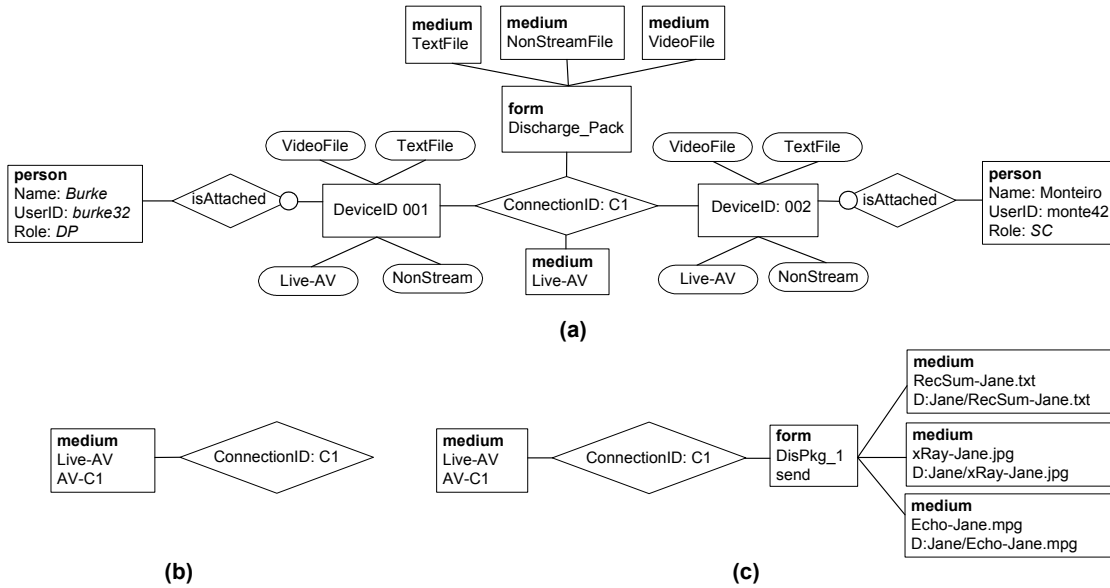 medium
TextFile
medium
NonStreamFile
medium
VideoFile
form
Discharge_Pack
VideoFile
TextFile
VideoFile
TextFile
person
Name: Burke
UserID: burke32
Role: DP
isAttached
DeviceID 001
ConnectionID: C1
DeviceID: 002
isAttached
person
Name: Monteiro
UserID: monte42
Role: SC
Live-AV
NonStream
medium
Live-AV
Live-AV
NonStream
(a)
medium
Live-AV
AV-C1
ConnectionID: C1
(b)
medium
Live-AV
AV-C1
ConnectionID: C1
form
DisPkg_1
send
medium
RecSum-Jane.txt
D:Jane/RecSum-Jane.txt
medium
xRay-Jane.jpg
D:Jane/xRay-Jane.jpg
medium
Echo-Jane.mpg
D:Jane/Echo-Jane.mpg
(c)